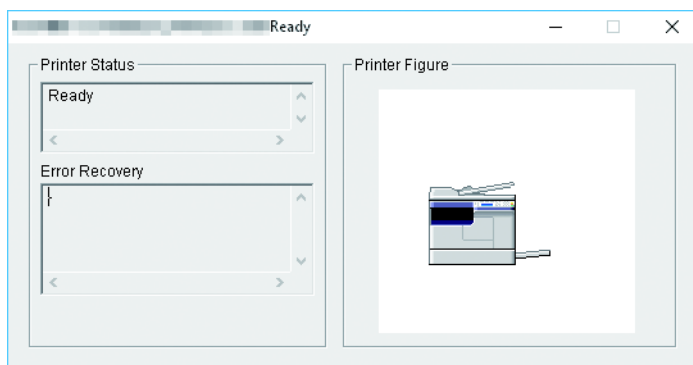 Ready
Printer Status
Ready
Error Recovery
Printer Figure